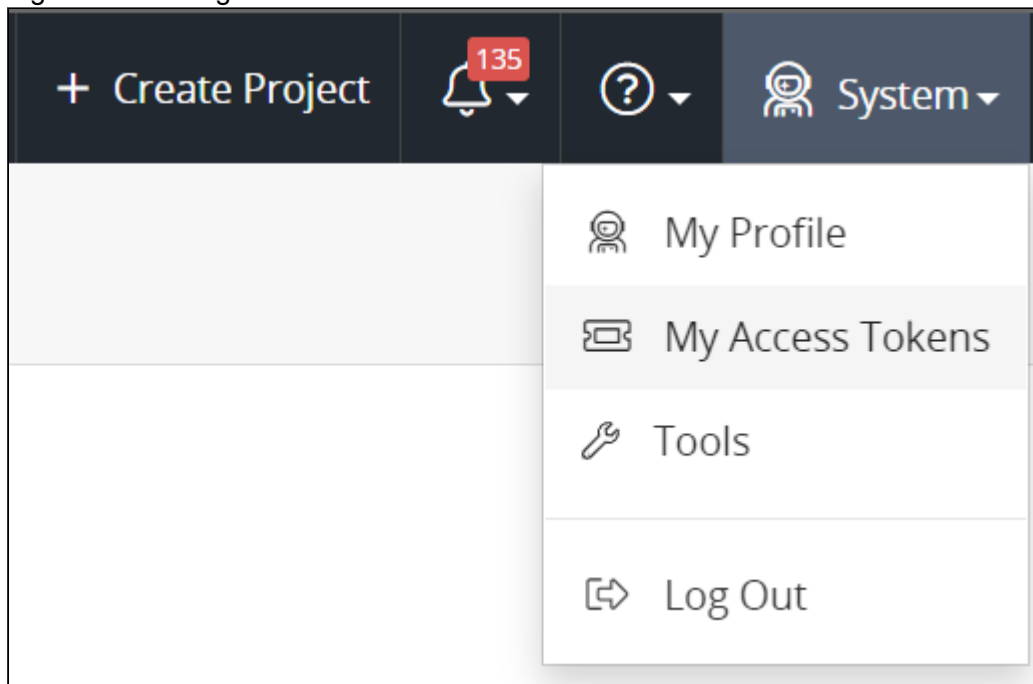 + Create Project
135
?
System
My Profile
My Access Tokens
Tools
Log Out